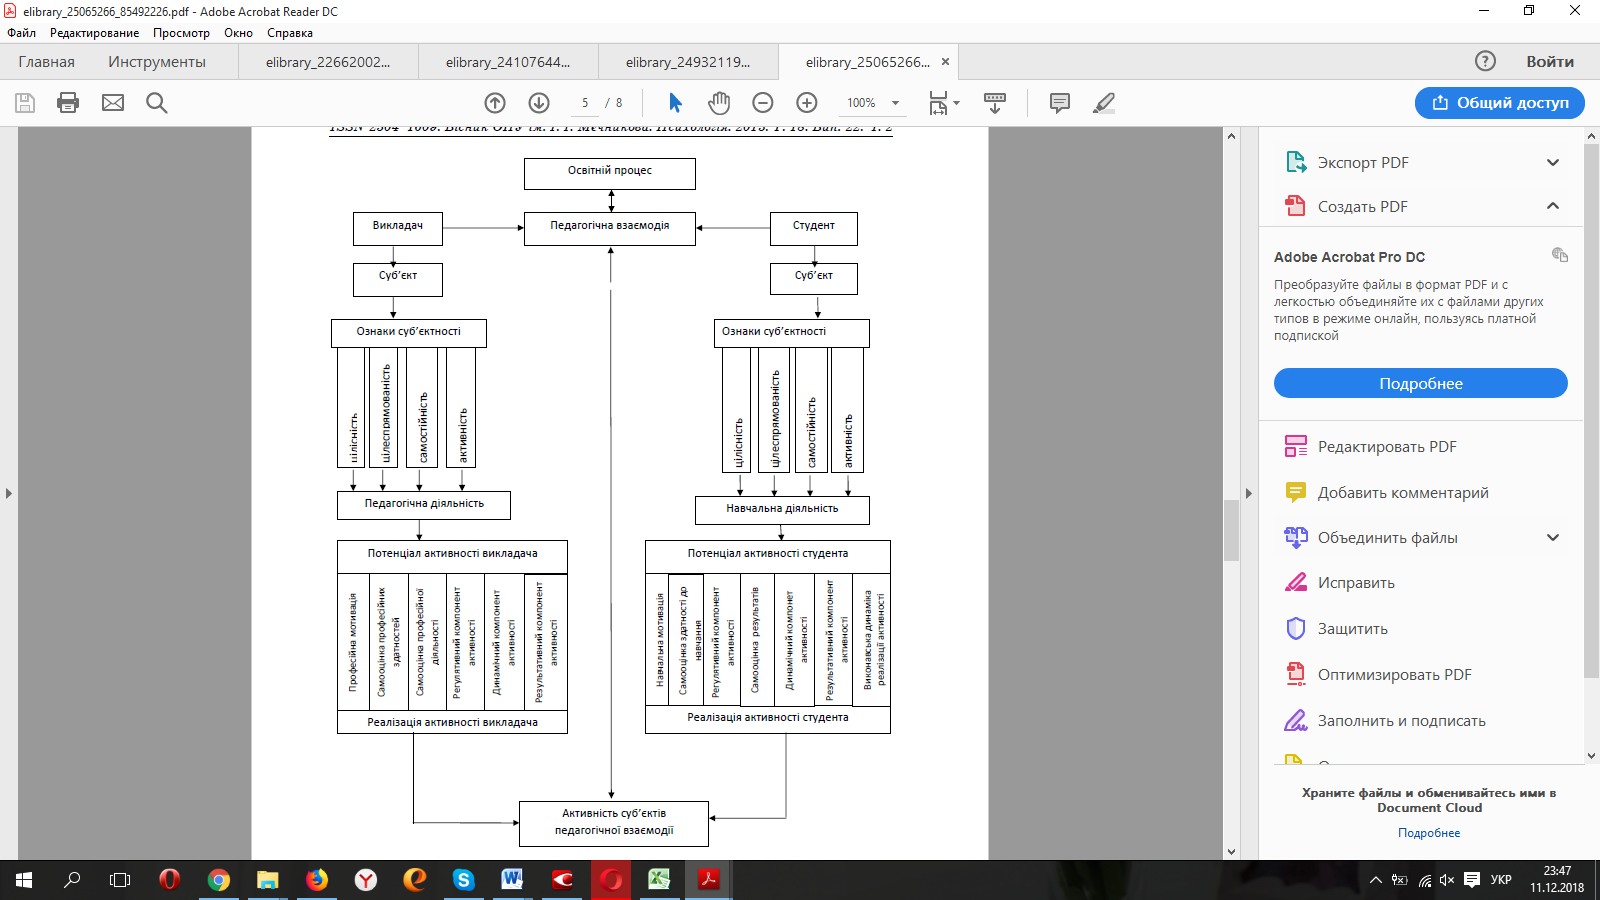 elibrary_25065266_85492226.pdf - Adobe Acrobat Reader DC
Файл Редактирование Просмотр Окно Справка
Главная Инструменты elibrary_22662002... elibrary_24107644... elibrary_24932119... elibrary_25065266...
Войти
5 / 8 100% Общий доступ
Освітній процес
Викладач Педагогічна взаємодія Студент
Суб'єкт Суб'єкт
Ознаки суб'єктності Ознаки суб'єктності
цілісність
цілеспрямованість
самостійність
активність
цілісність
цілеспрямованість
самостійність
активність
Педагогічна діяльність Навчальна діяльність
Потенціал активності викладача
Професійна мотивація
Самооцінка професійних
здатностей
Самооцінка професійної
діяльності
Регулятивний компонент
активності
Динамічний компонент
активності
Результативний компонент
активності
Реалізація активності викладача
Потенціал активності студента
Навчальна мотивація
Самооцінка здатності до
навчання
Регулятивний компонент
активності
Самооцінка результатів
Динамічний компонет
активності
Результативний компонент
активності
Виконавська динаміка
реалізації активності
Реалізація активності студента
Активність суб'єктів
педагогічної взаємодії
Экспорт PDF
Создать PDF
Adobe Acrobat Pro DC
Преобразуйте файлы в формат PDF и с
легкостью объединяйте их с файлами других
типов в режиме онлайн, пользуясь платной
подпиской
Подробнее
Редактировать PDF
Добавить комментарий
Объединить файлы
Исправить
Защитить
Оптимизировать PDF
Заполнить и подписать
Храните файлы и обменивайтесь ими в
Document Cloud
Подробнее
УКР
23:47
11.12.2018